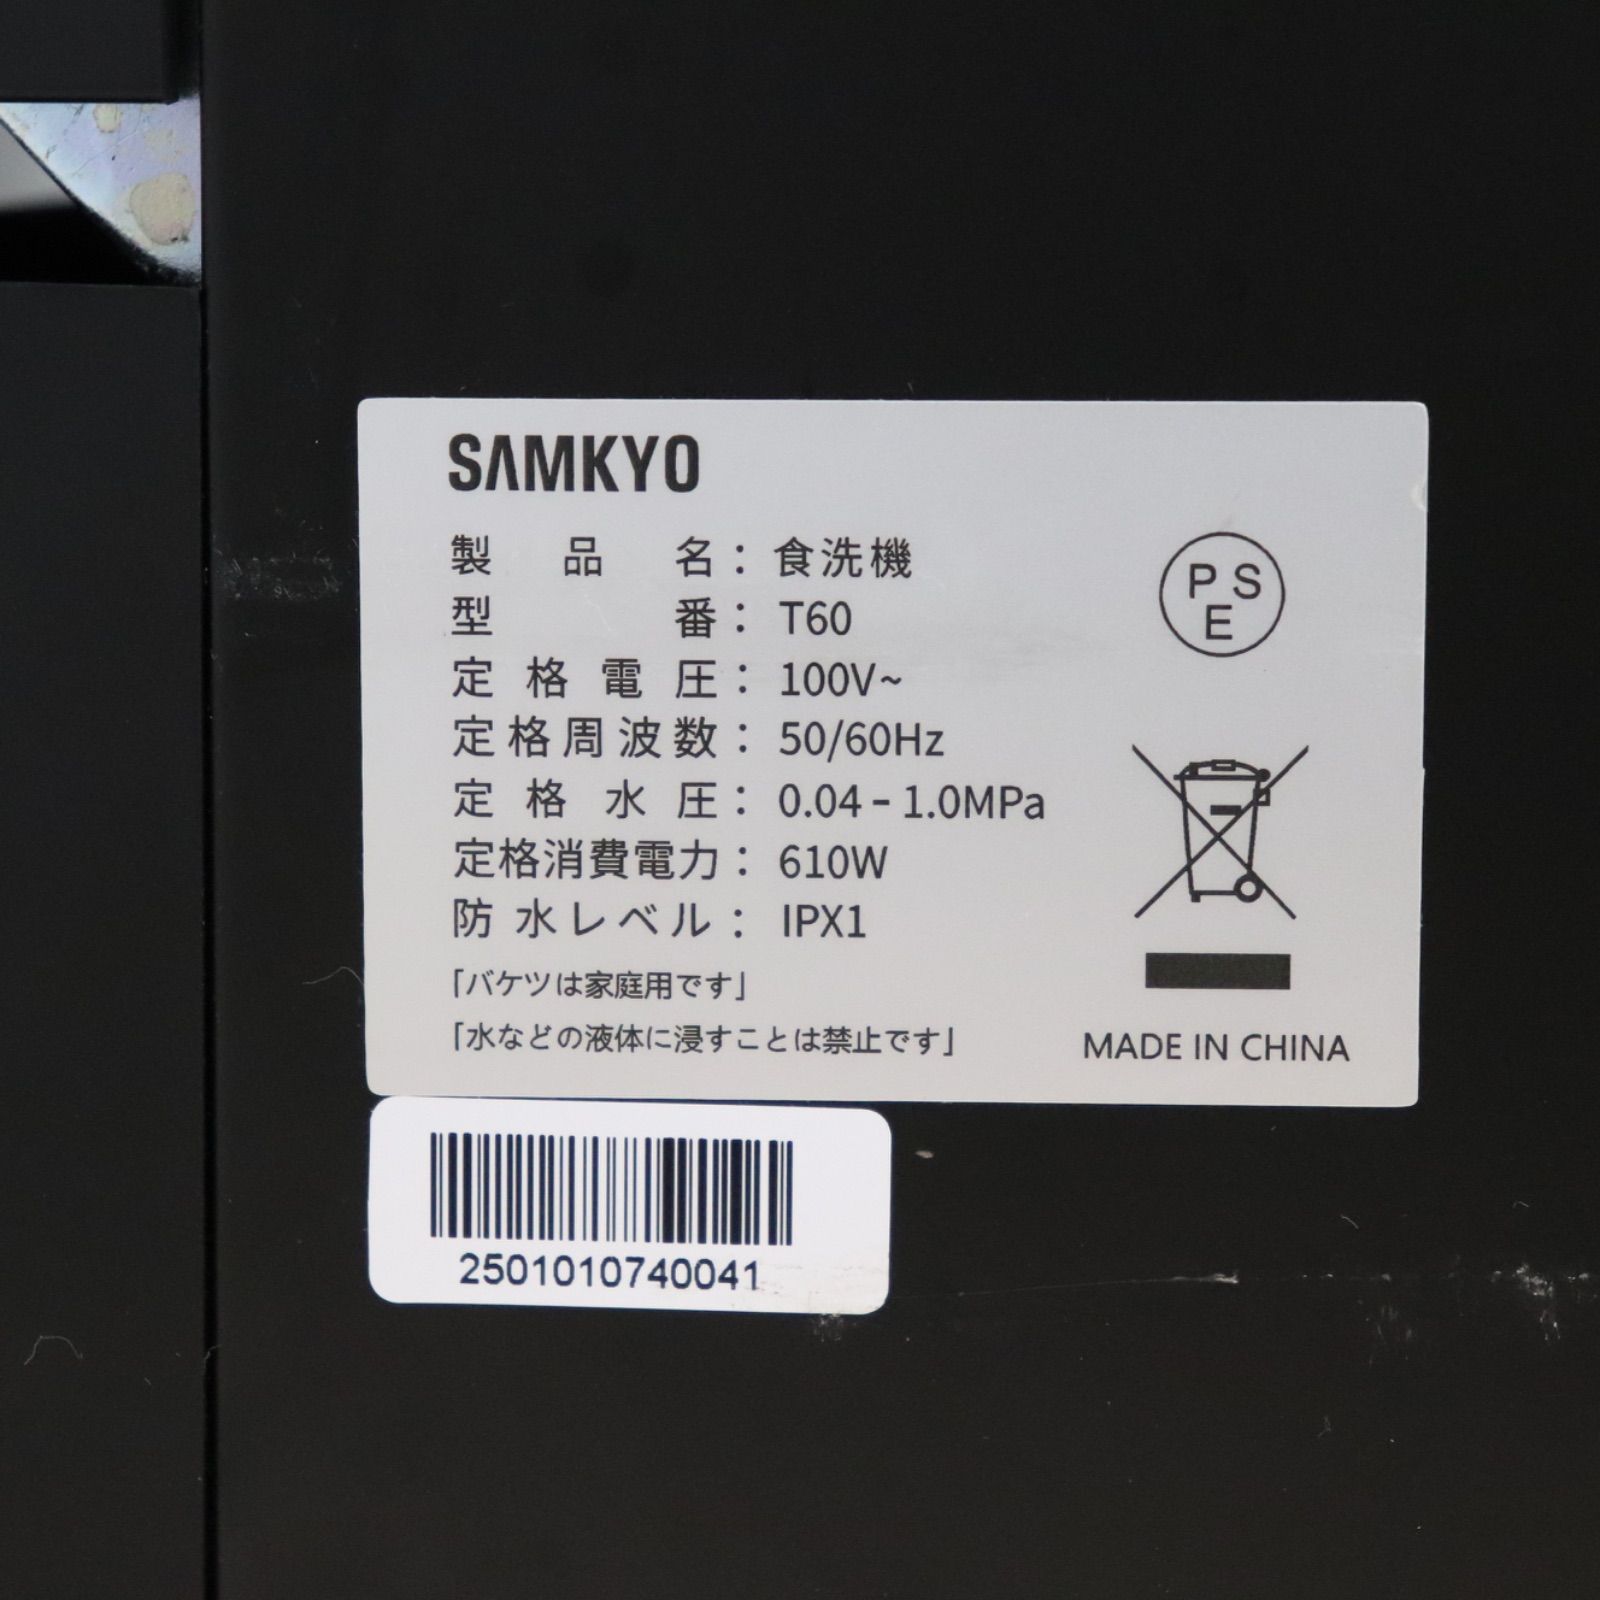 SAMKYO
製品名：食洗機
型番：T60
定格電圧：100V~
定格周波数：50/60Hz
定格水圧：0.04-1.0MPa
定格消費電力：610W
防水レベル：IPX1
「バケツは家庭用です」
「水などの液体に浸すことは禁止です」
PSE
MADE IN CHINA
2501010740041